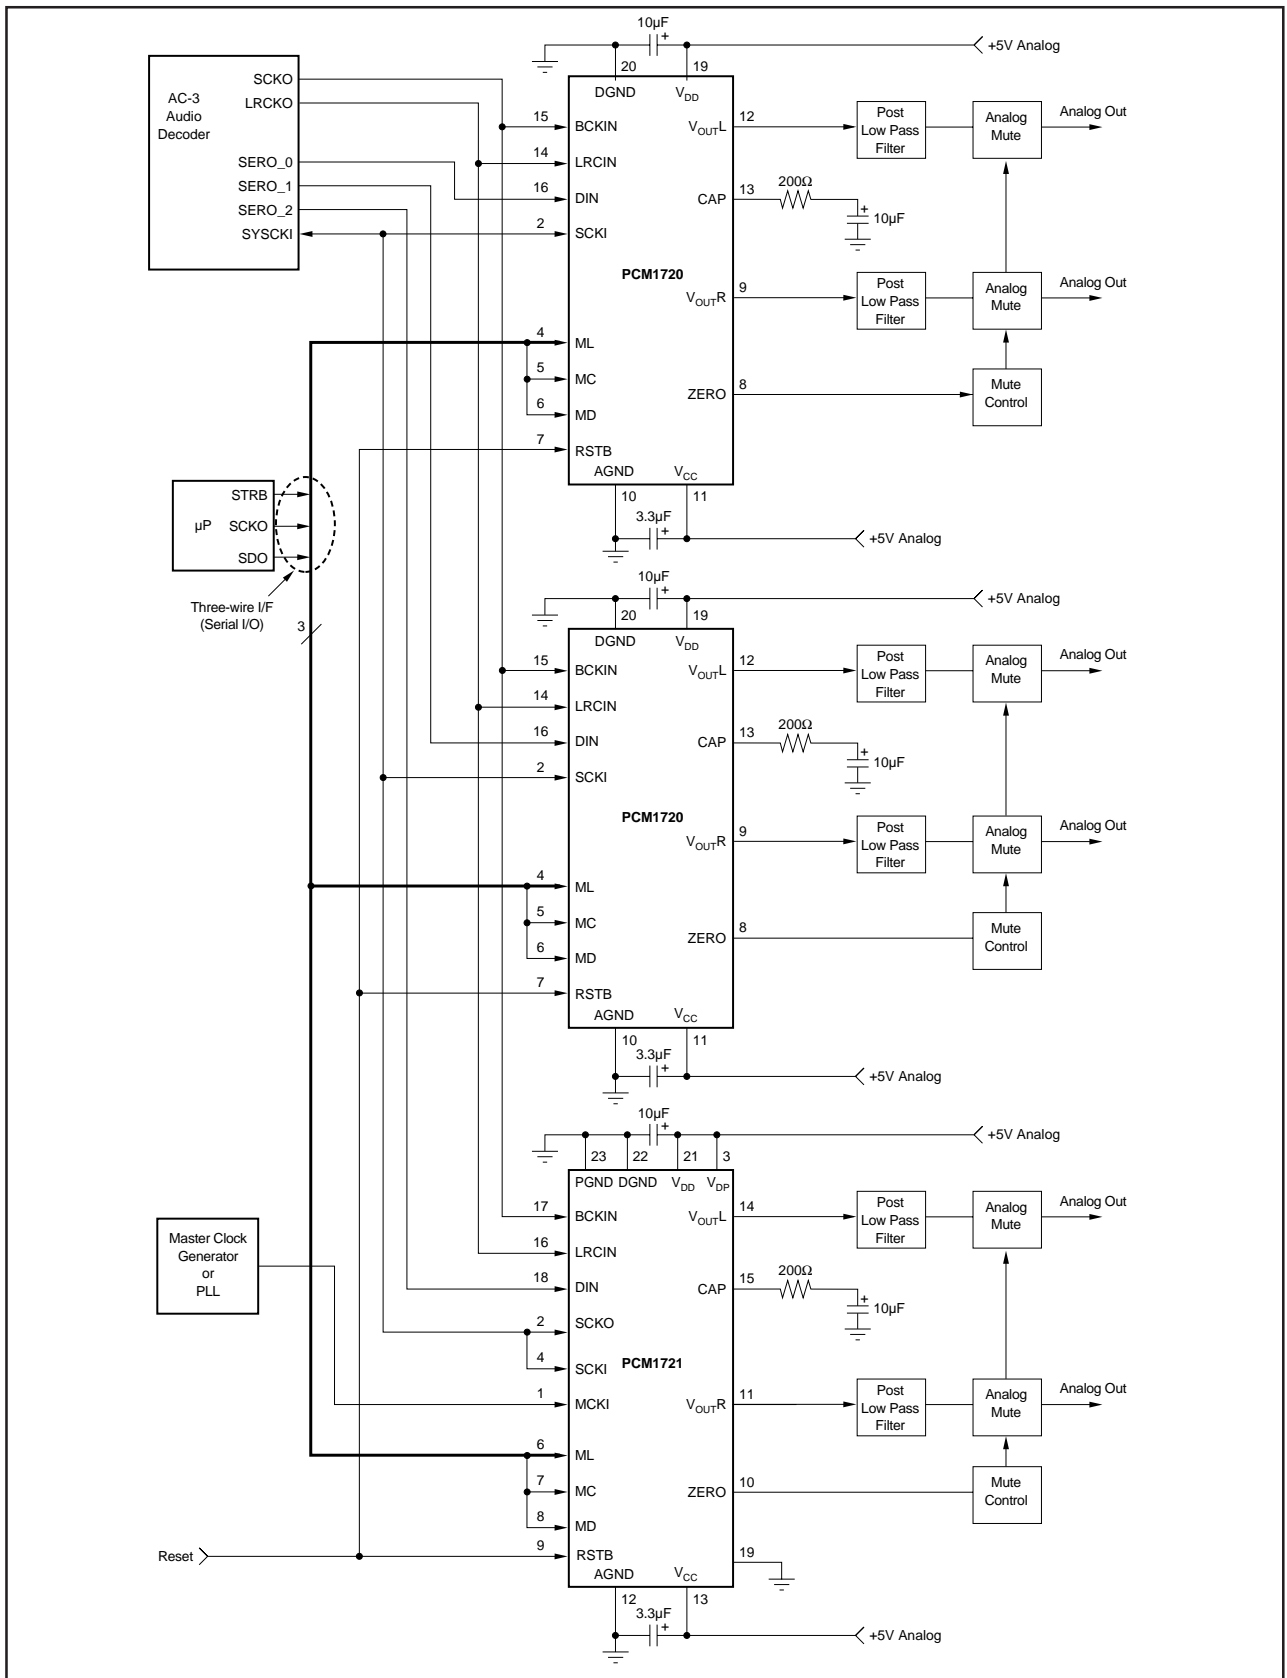 10µF
+
+5V Analog
20
19
DGND
VDD
AC-3
Audio
Decoder
SCKO
LRCKO
SERO_0
SERO_1
SERO_2
SYSCKI
15
BCKIN
14
LRCIN
16
DIN
2
SCKI
PCM1720
4
ML
5
MC
6
MD
7
RSTB
AGND
VCC
10
11
3.3µF
+
+5V Analog
VOUTL
12
Post
Low Pass
Filter
Analog
Mute
Analog Out
CAP
13
200Ω
+
10µF
VOUTR
9
Post
Low Pass
Filter
Analog
Mute
Analog Out
ZERO
8
Mute
Control
µP
STRB
SCKO
SDO
Three-wire I/F
(Serial I/O)
3
10µF
+
+5V Analog
20
19
DGND
VDD
15
BCKIN
14
LRCIN
16
DIN
2
SCKI
PCM1720
4
ML
5
MC
6
MD
7
RSTB
AGND
VCC
10
11
3.3µF
+
+5V Analog
VOUTL
12
Post
Low Pass
Filter
Analog
Mute
Analog Out
CAP
13
200Ω
+
10µF
VOUTR
9
Post
Low Pass
Filter
Analog
Mute
Analog Out
ZERO
8
Mute
Control
10µF
+
+5V Analog
23
22
21
3
PGND
DGND
VDD
VDP
Master Clock
Generator
or
PLL
17
BCKIN
16
LRCIN
18
DIN
2
SCKO
4
SCKI
PCM1721
1
MCKI
6
ML
7
MC
8
MD
Reset
9
RSTB
AGND
VCC
12
13
3.3µF
+
+5V Analog
VOUTL
14
Post
Low Pass
Filter
Analog
Mute
Analog Out
CAP
15
200Ω
+
10µF
VOUTR
11
Post
Low Pass
Filter
Analog
Mute
Analog Out
ZERO
10
Mute
Control
19